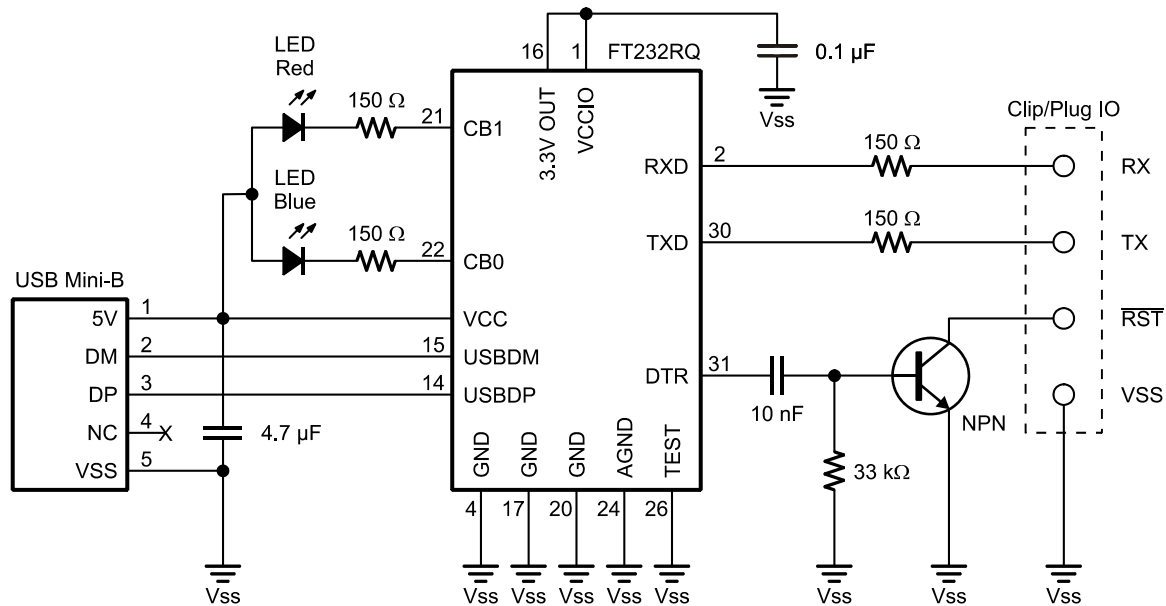 16
1
FT232RQ
0.1 µF
Vss
LED
Red
150 Ω
21
CB1
3.3V OUT
VCCIO
Clip/Plug IO
RXD
2
150 Ω
RX
LED
Blue
150 Ω
22
CB0
TXD
30
150 Ω
TX
USB Mini-B
5V
1
VCC
RST
DM
2
15
USBDM
DP
3
14
USBDP
DTR
31
10 nF
NPN
VSS
NC
4
X
4.7 µF
VSS
5
GND
GND
GND
AGND
TEST
33 kΩ
4
17
20
24
26
Vss
Vss
Vss
Vss
Vss
Vss
Vss
Vss
Vss